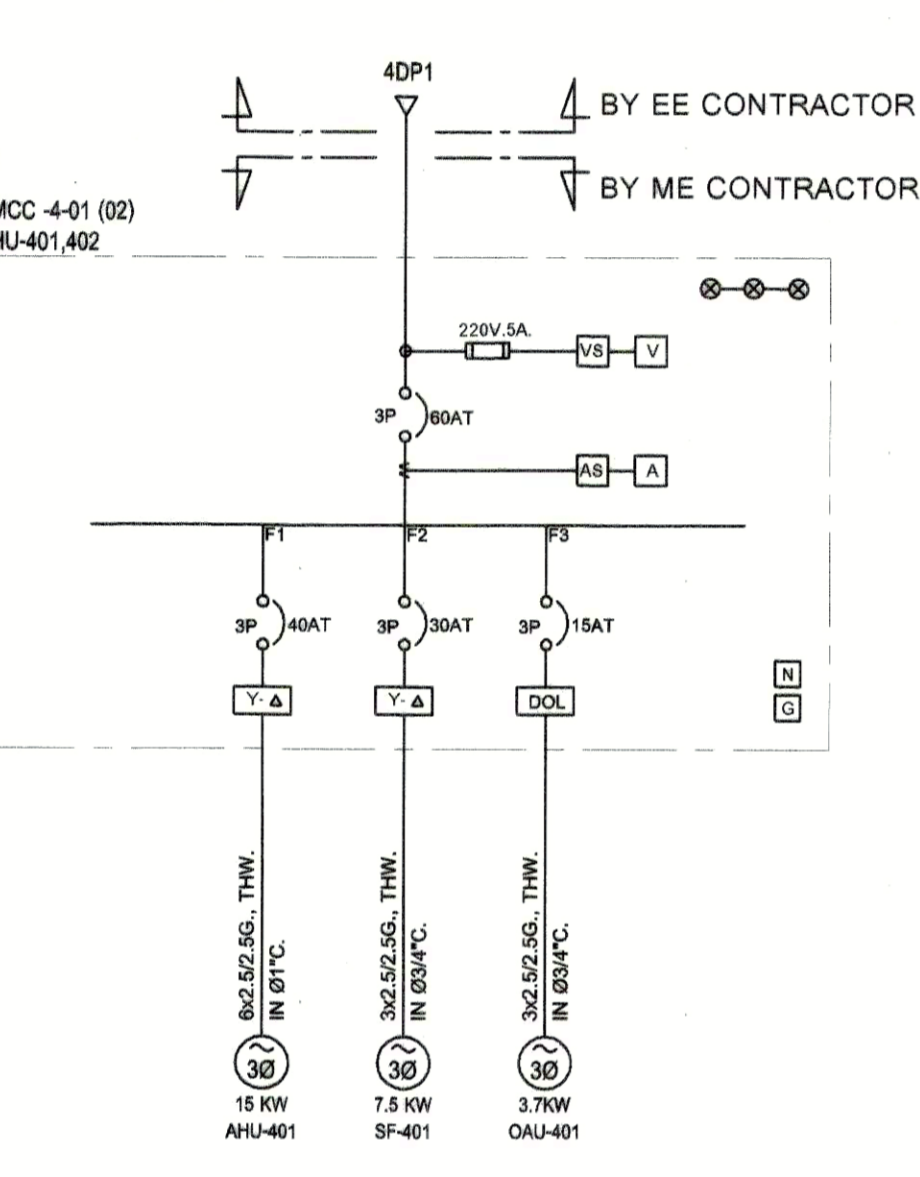 4DP1
BY EE CONTRACTOR
BY ME CONTRACTOR
MCC -4-01 (02)
HU-401,402
220V.5A.
VS
V
3P
60AT
AS
A
F1
F2
F3
3P
40AT
3P
30AT
3P
15AT
N
Y- Δ
Y- Δ
DOL
G
6x2.5/2.5G., THW.
IN Ø1"C.
3x2.5/2.5G., THW.
IN Ø3/4"C.
3x2.5/2.5G., THW.
IN Ø3/4"C.
3Ø
3Ø
3Ø
15 KW
7.5 KW
3.7KW
AHU-401
SF-401
OAU-401